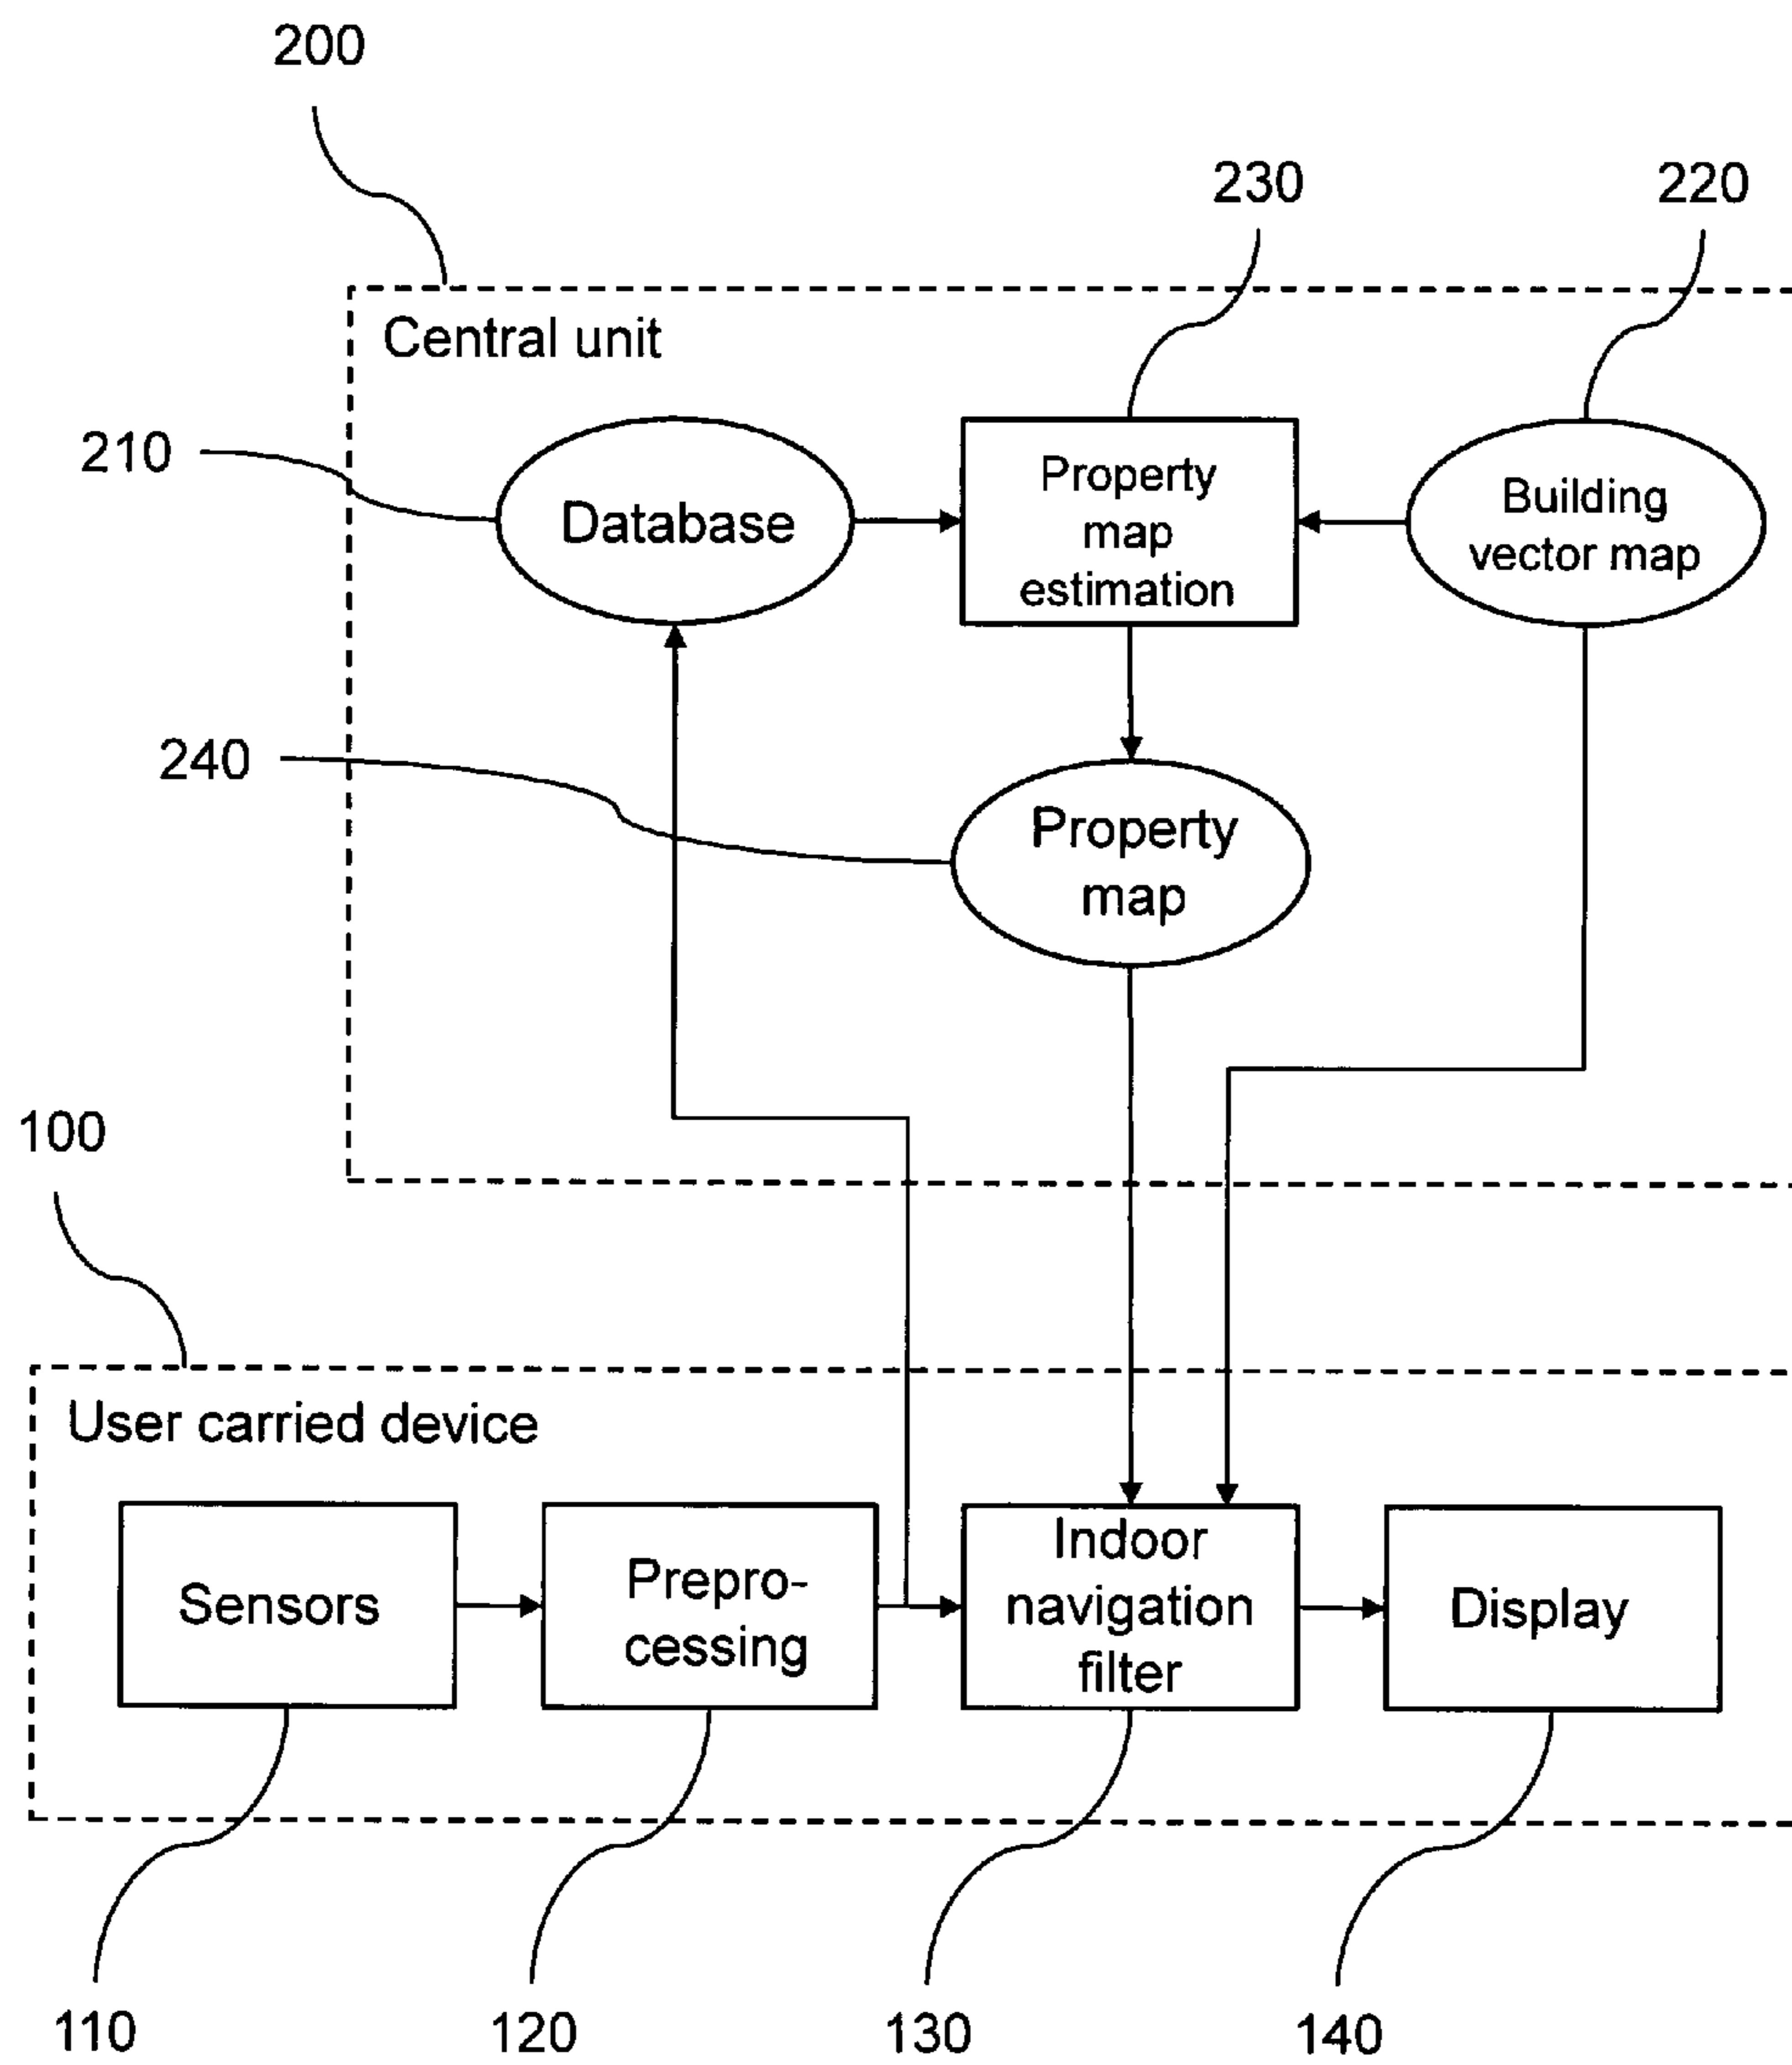 200
230
220
Central unit
210
Database
Property
map
estimation
Building
vector map
240
Property
map
100
User carried device
Sensors
Prepro-
cessing
Indoor
navigation
filter
Display
110
120
130
140